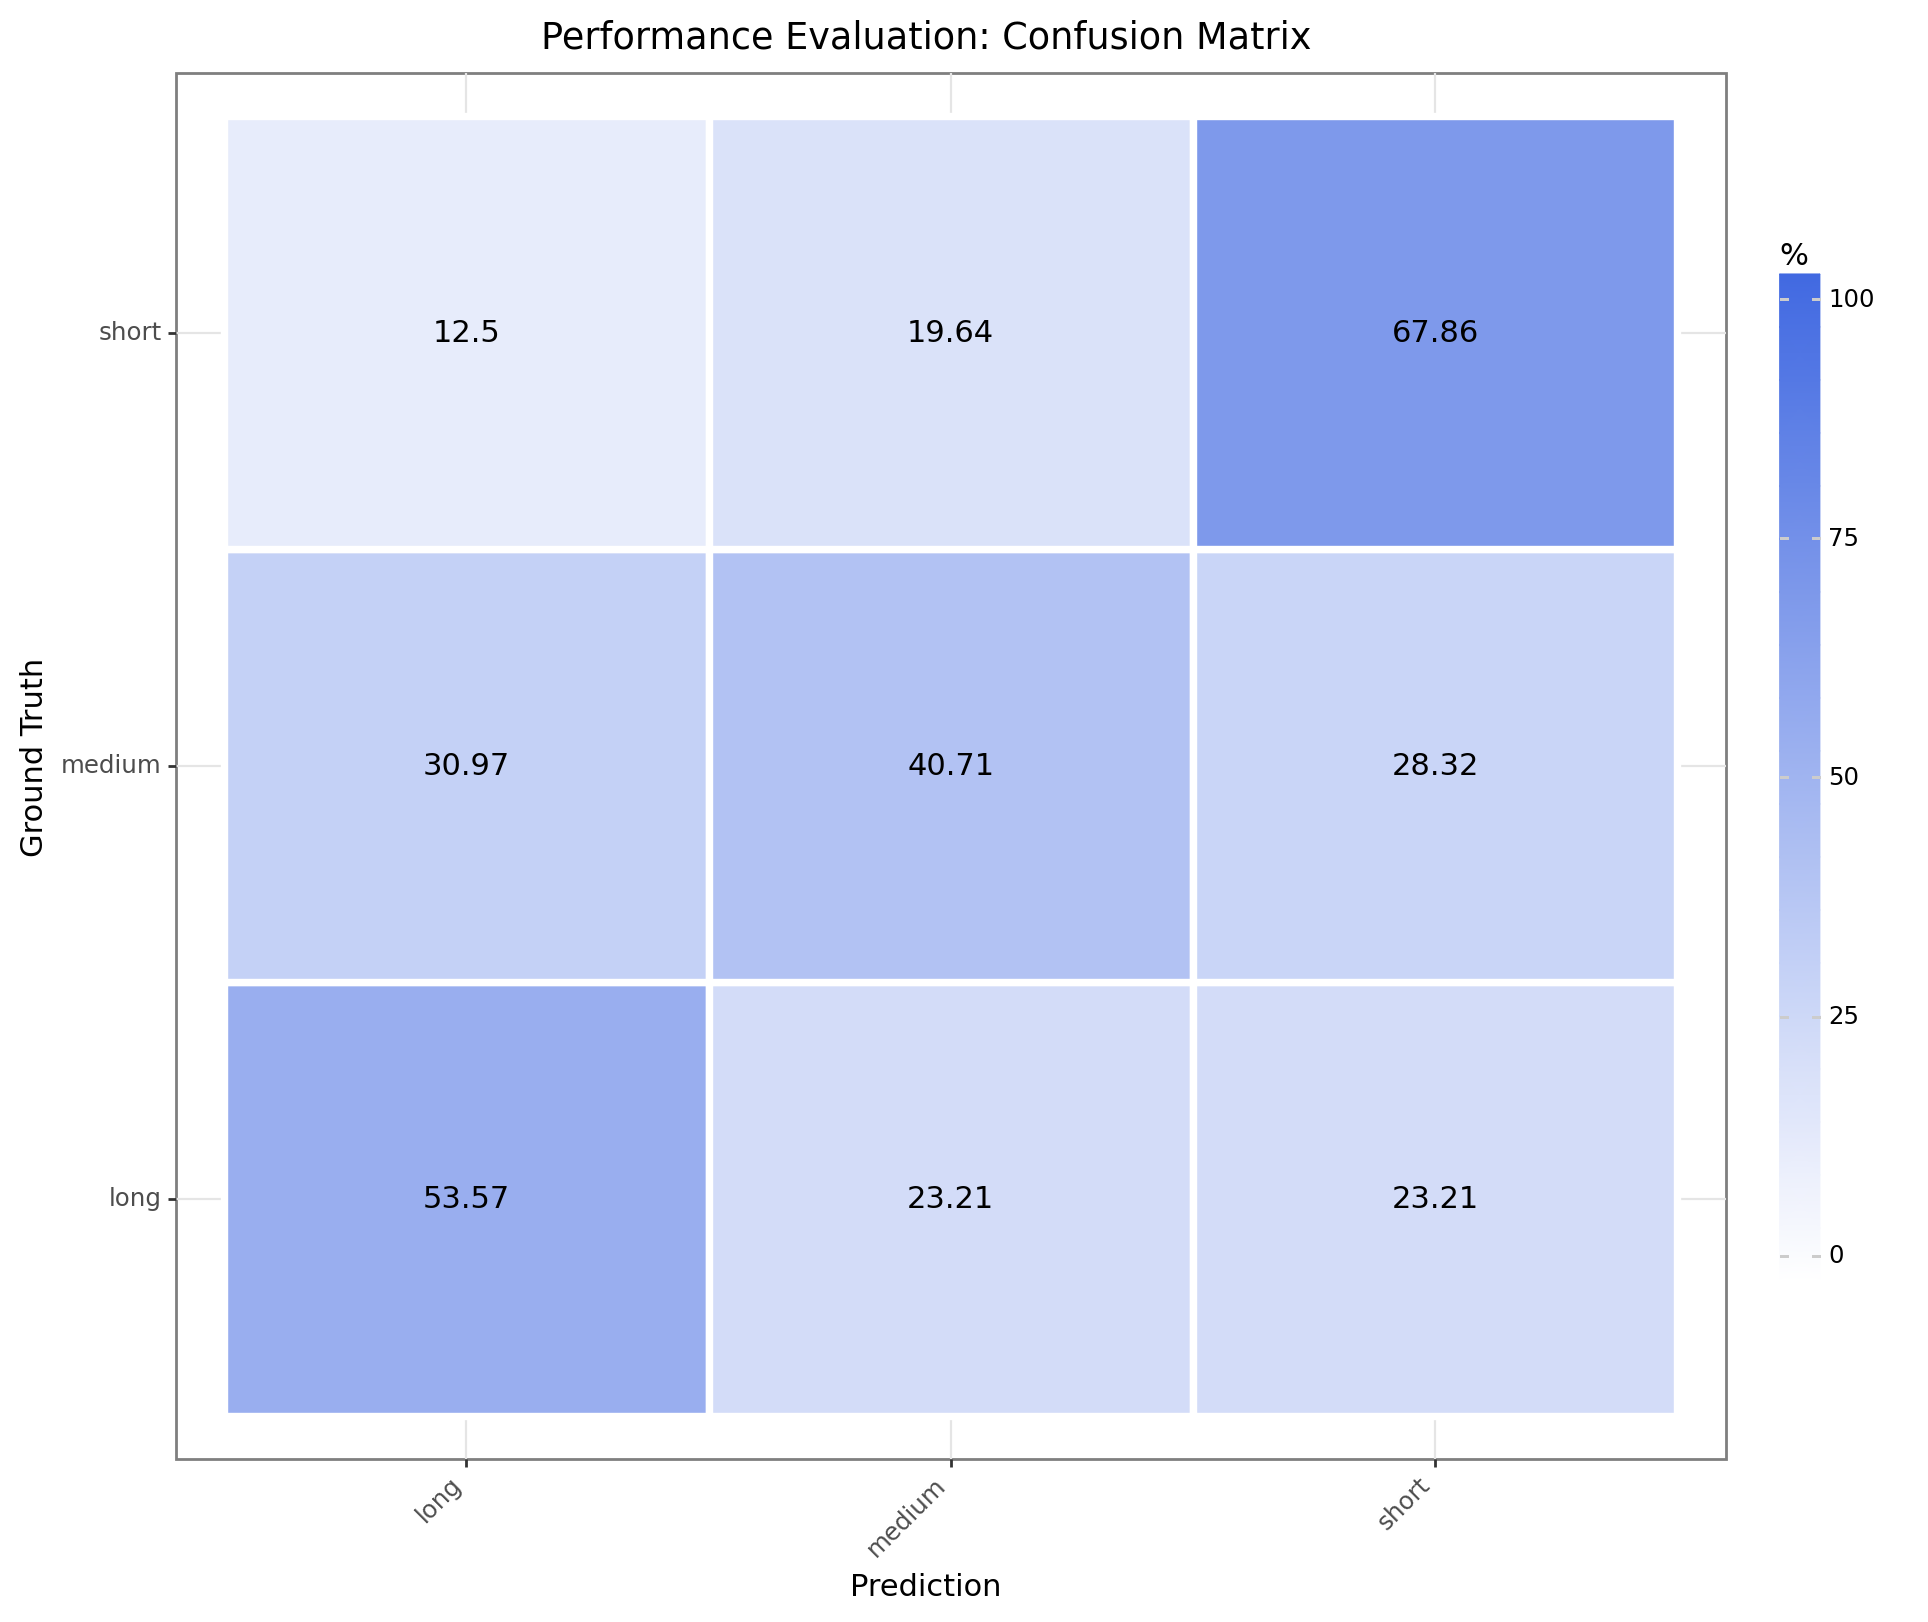 Performance Evaluation: Confusion Matrix
%
100
75
50
25
0
Ground Truth
short
12.5 19.64 67.86
medium
30.97 40.71 28.32
long
53.57 23.21 23.21
long medium short
Prediction